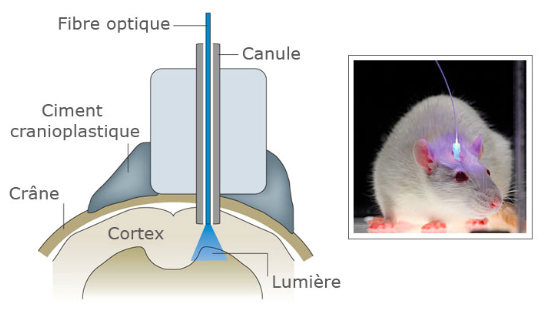 Fibre optique
Canule
Ciment
cranioplastique
Crâne
Cortex
Lumière